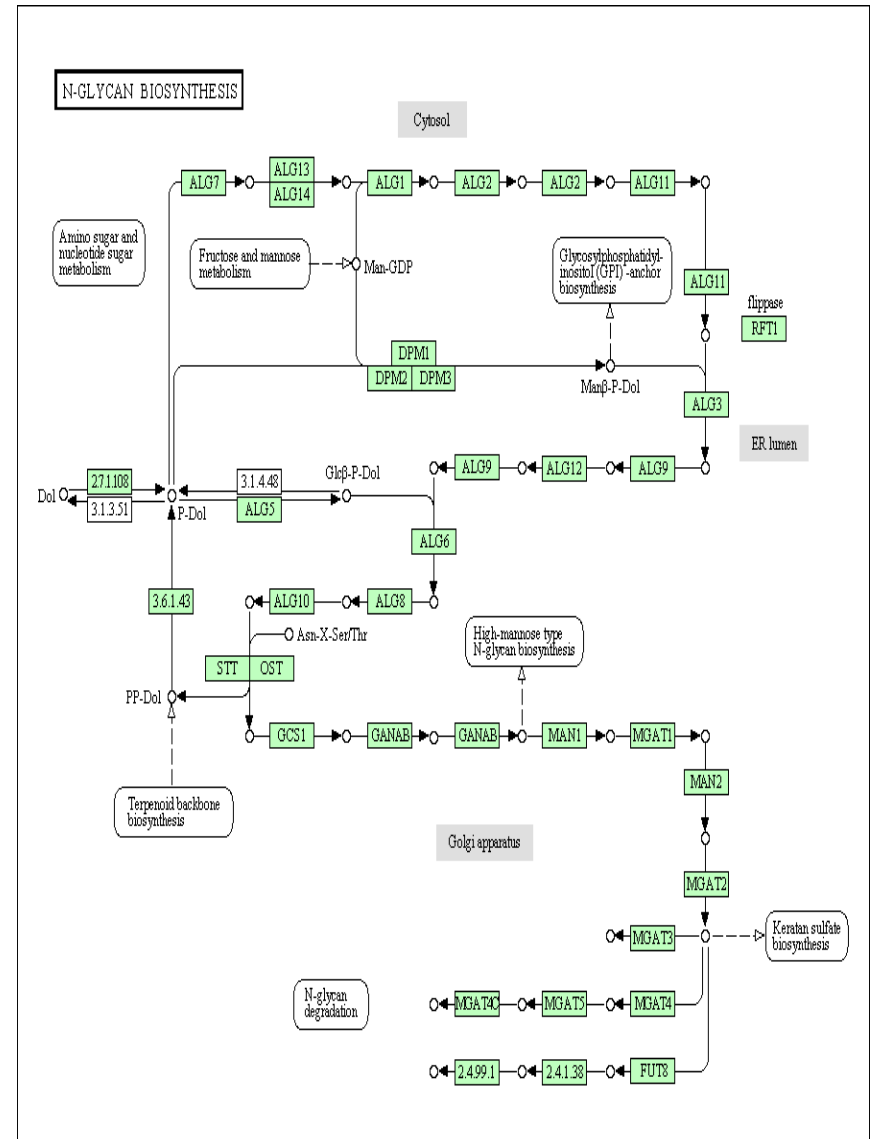 N-GLYCAN BIOSYNTHESIS
Cytosol
ALG7
ALG13
ALG14
ALG1
ALG2
ALG2
ALG11
Amino sugar and
nucleotide sugar
metabolism
Fructose and mannose
metabolism
Man-GDP
Glycosylphosphatidyl-
inositol (GPI) -anchor
biosynthesis
ALG11
flippase
RFT1
DPM1
DPM2
DPM3
Manβ-P-Dol
ALG3
ER lumen
ALG9
ALG12
ALG9
Glcβ-P-Dol
2.7.1.108
3.1.4.48
Dol
3.1.3.51
P-Dol
ALG5
ALG6
3.6.1.43
ALG10
ALG8
Asn-X-Ser/Thr
High-mannose type
N-glycan biosynthesis
STT
OST
PP-Dol
GCS1
GANAB
GANAB
MAN1
MGAT1
MAN2
Terpenoid backbone
biosynthesis
Golgi apparatus
MGAT2
MGAT3
Keratan sulfate
biosynthesis
N-glycan
degradation
MGAT4C
MGAT5
MGAT4
2.4.99.1
2.4.1.38
FUT8